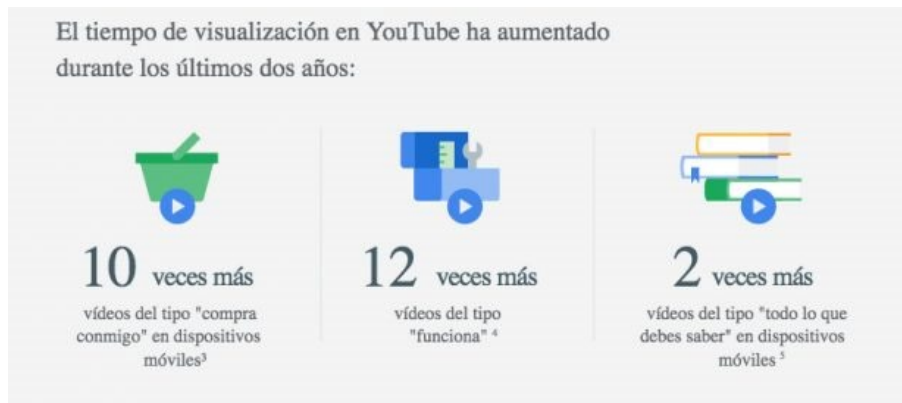 El tiempo de visualización en YouTube ha aumentado
durante los últimos dos años:
10 veces más
vídeos del tipo "compra
conmigo" en dispositivos
móviles³
12 veces más
vídeos del tipo
"funciona" ⁴
2 veces más
vídeos del tipo "todo lo que
debes saber" en dispositivos
móviles ⁵